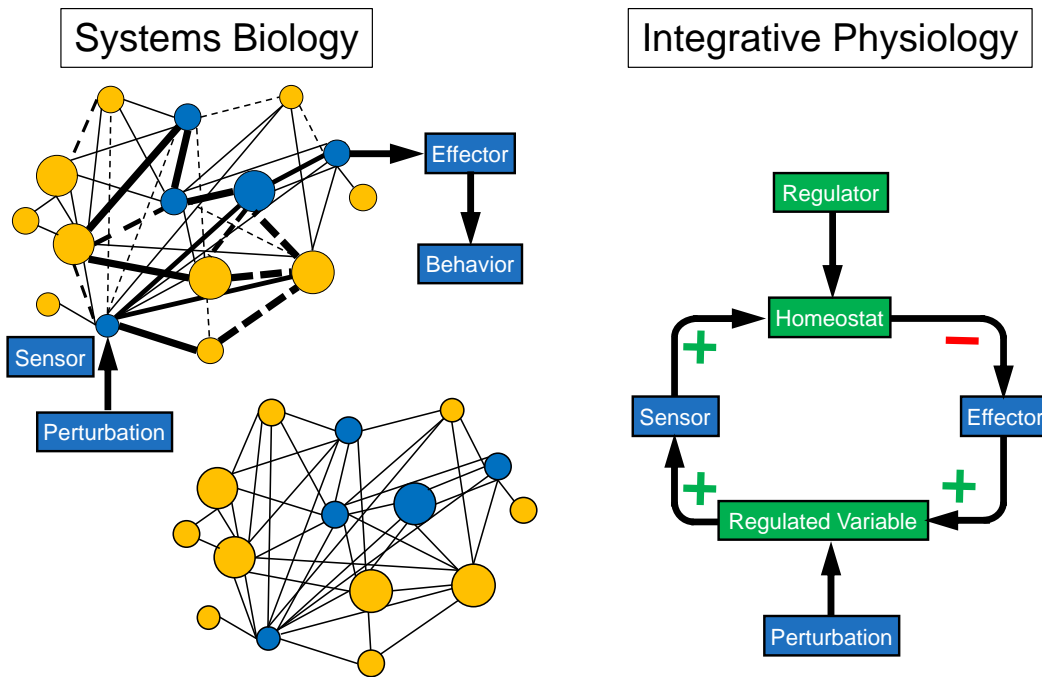 Systems Biology
Integrative Physiology
Effector
Behavior
Sensor
Perturbation
Regulator
Homeostat
+
−
Sensor
Effector
+
+
Regulated Variable
Perturbation